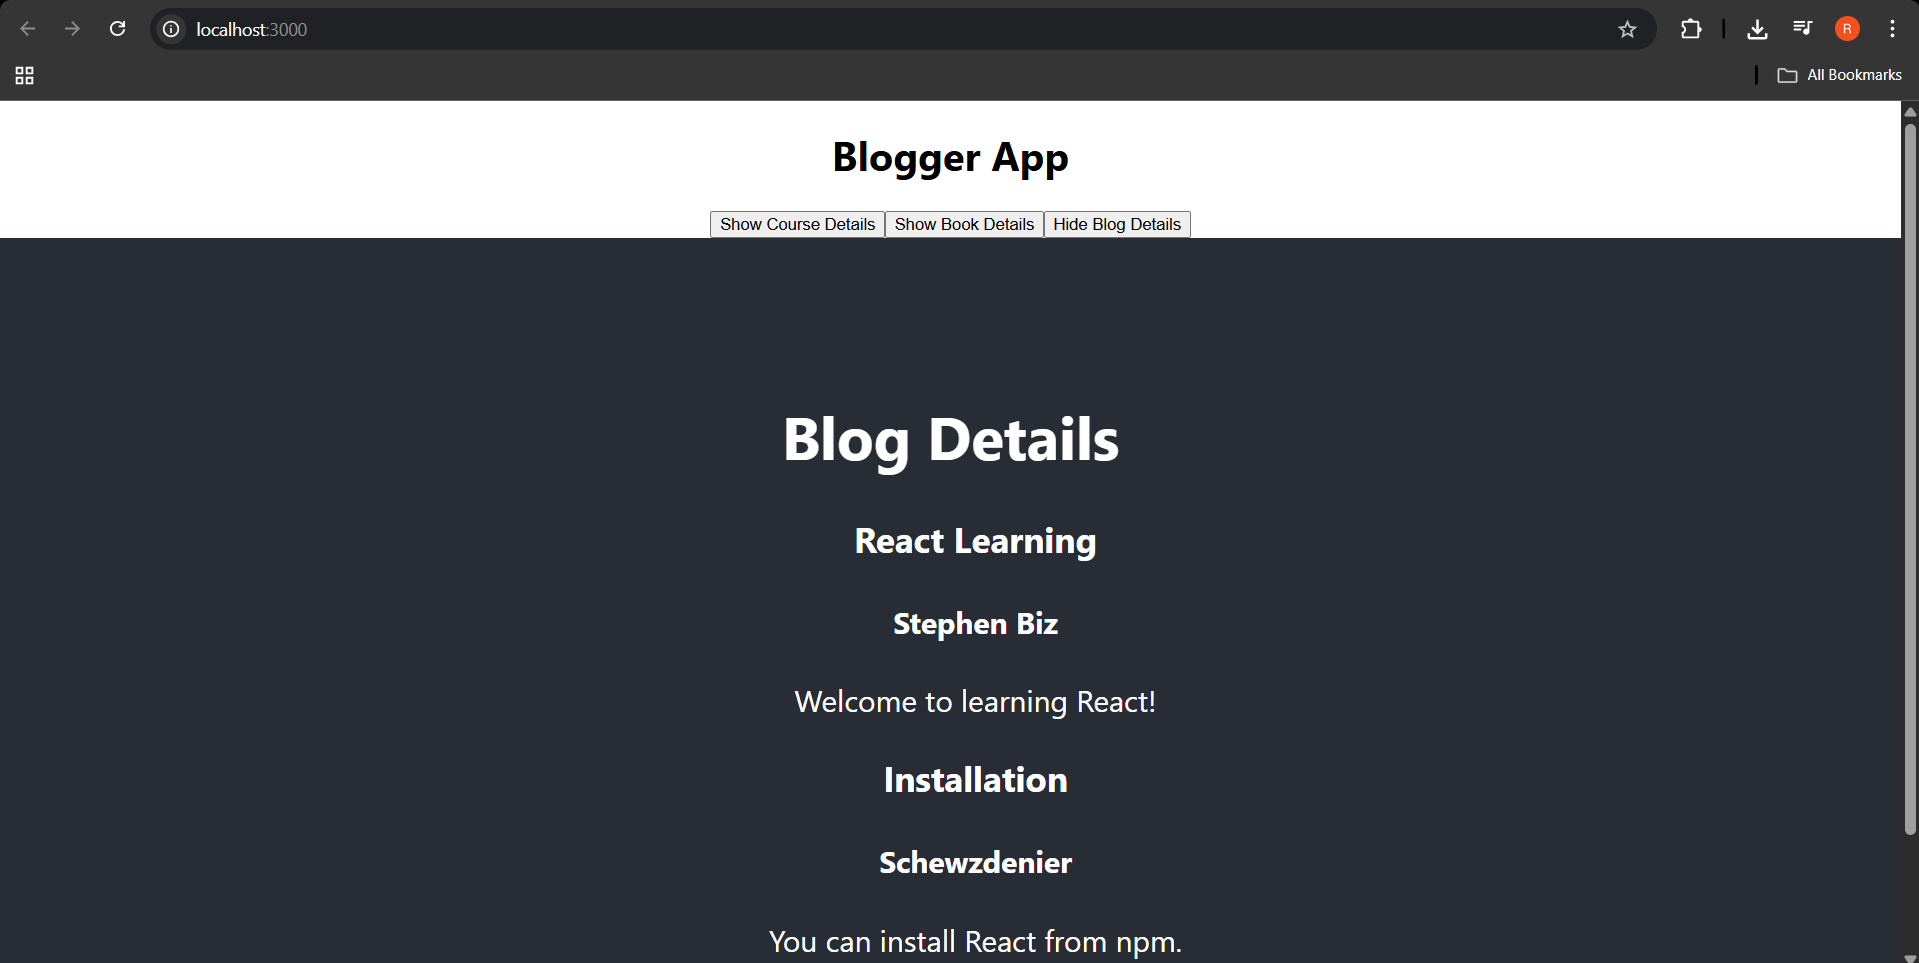 localhost:3000
R
All Bookmarks
Blogger App
Show Course Details Show Book Details Hide Blog Details
Blog Details
React Learning
Stephen Biz
Welcome to learning React!
Installation
Schewzdenier
You can install React from npm.